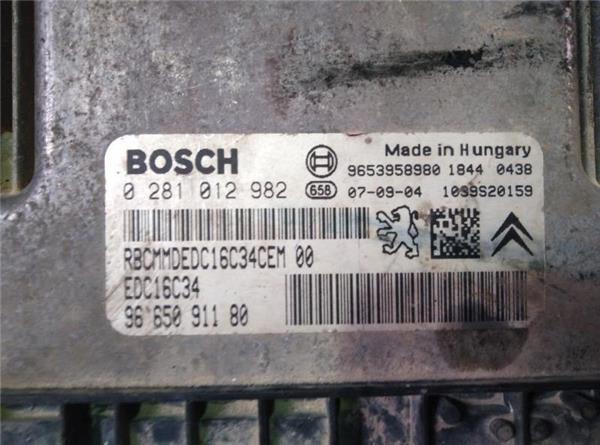 BOSCH
Made in Hungary
9653958980 1844 0438
0 281 012 982 658 07-09-04 1039S20159
RBCMMDEDC16C34CEM 00
EDC16C34
96 650 911 80